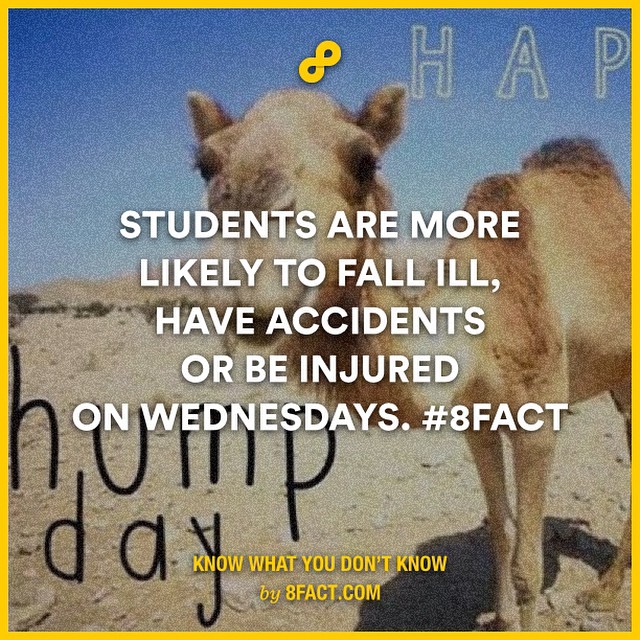 HAP
STUDENTS ARE MORE
LIKELY TO FALL ILL,
HAVE ACCIDENTS
OR BE INJURED
ON WEDNESDAYS. #8FACT
hump
day
KNOW WHAT YOU DON'T KNOW
by 8FACT.COM